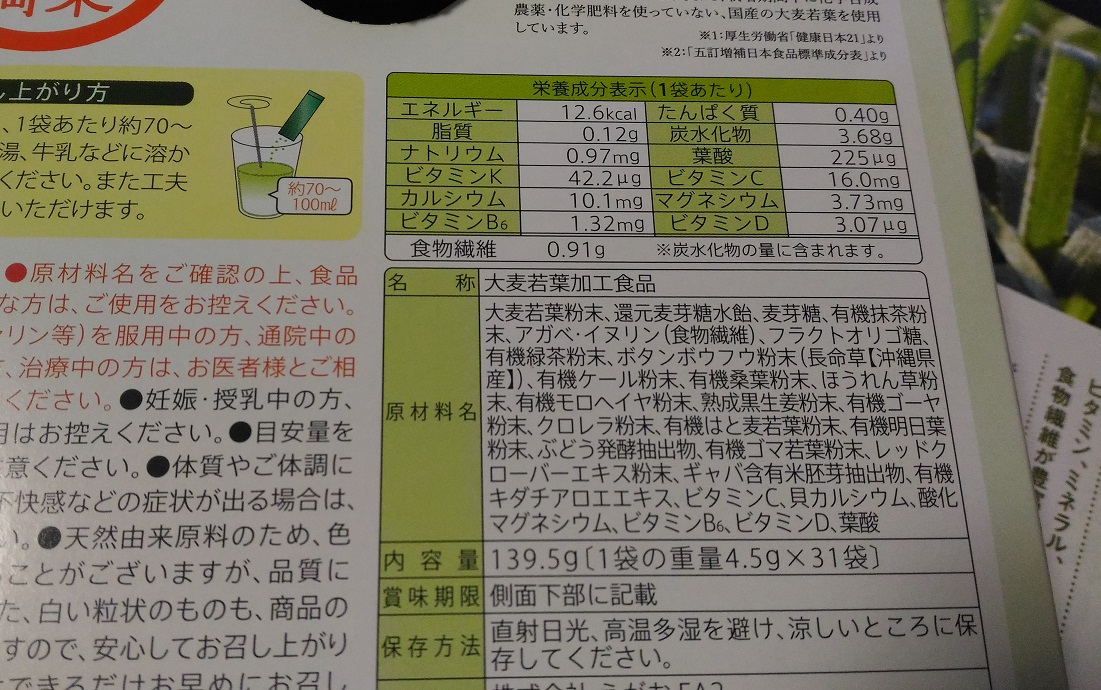 農薬・化学肥料を使っていない、国産の大麦若葉を使用
しています。
※1:厚生労働省「健康日本21」より
※2:「五訂増補日本食品標準成分表」より
し上がり方
、1袋あたり約70〜
湯、牛乳などに溶か
ください。また工夫
いただけます。
約70〜
100㎖
栄養成分表示(1袋あたり)
エネルギー 12.6kcal たんぱく質 0.40g
脂質 0.12g 炭水化物 3.68g
ナトリウム 0.97mg 葉酸 225μg
ビタミンK 42.2μg ビタミンC 16.0mg
カルシウム 10.1mg マグネシウム 3.73mg
ビタミンB₆ 1.32mg ビタミンD 3.07μg
食物繊維 0.91g ※炭水化物の量に含まれます。
●原材料名をご確認の上、食品
な方は、ご使用をお控えください。
リン等)を服用中の方、通院中の
治療中の方は、お医者様とご相
ください。●妊娠・授乳中の方、
用はお控えください。●目安量を
意ください。●体質やご体調に
不快感などの症状が出る場合は、
い。●天然由来原料のため、色
ことがございますが、品質に
た、白い粒状のものも、商品の
すので、安心してお召し上がり
できるだけお早めにお召し
名称 大麦若葉加工食品
原材料名
大麦若葉粉末、還元麦芽糖水飴、麦芽糖、有機抹茶粉
末、アガベ・イヌリン(食物繊維)、フラクトオリゴ糖、
有機緑茶粉末、ボタンボウフウ粉末(長命草【沖縄県
産】)、有機ケール粉末、有機桑葉粉末、ほうれん草粉
末、有機モロヘイヤ粉末、熟成黒生姜粉末、有機ゴーヤ
粉末、クロレラ粉末、有機はと麦若葉粉末、有機明日葉
粉末、ぶどう発酵抽出物、有機ゴマ若葉粉末、レッドク
ローバーエキス粉末、ギャバ含有米胚芽抽出物、有機
キダチアロエエキス、ビタミンC、貝カルシウム、酸化
マグネシウム、ビタミンB₆、ビタミンD、葉酸
内容量 139.5g〔1袋の重量4.5g×31袋〕
賞味期限 側面下部に記載
保存方法 直射日光、高温多湿を避け、涼しいところに保
存してください。
ビタミン、ミネラル、
食物繊維が豊